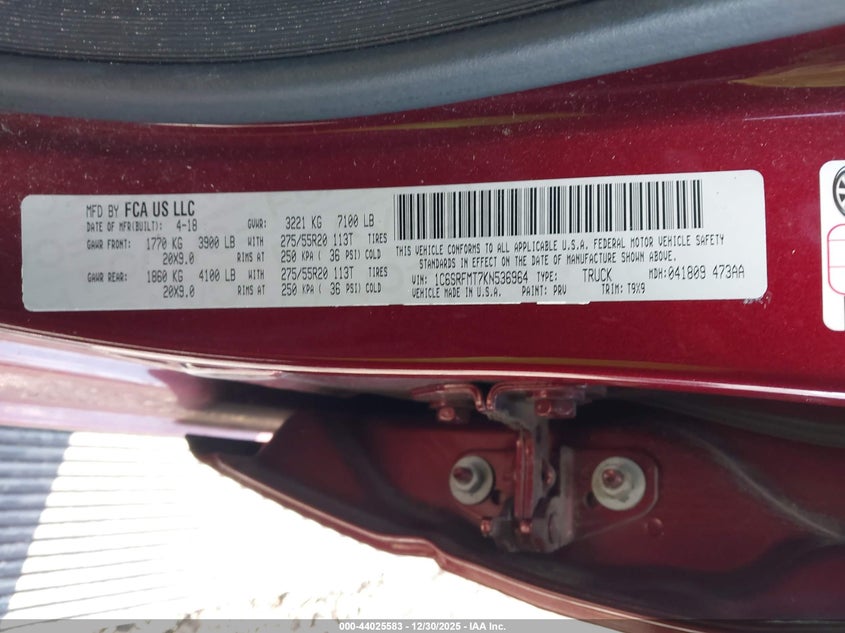 MFD BY FCA US LLC
DATE OF MFR(BUILT): 4-18 GVWR: 3221 KG 7100 LB
GAWR FRONT: 1770 KG 3900 LB WITH 275/55R20 113T TIRES
20X9.0 RIMS AT 250 KPA ( 36 PSI) COLD
GAWR REAR: 1860 KG 4100 LB WITH 275/55R20 113T TIRES
20X9.0 RIMS AT 250 KPA ( 36 PSI) COLD
THIS VEHICLE CONFORMS TO ALL APPLICABLE U.S.A. FEDERAL MOTOR VEHICLE SAFETY
STANDARDS IN EFFECT ON THE DATE OF MANUFACTURE SHOWN ABOVE.
VIN: 1C6SRFMT7KN536964 TYPE: TRUCK MDH: 041809 473AA
VEHICLE MADE IN U.S.A. PAINT: PRV TRIM: T9X9
000-44025583 - 12/30/2025 - IAA Inc.